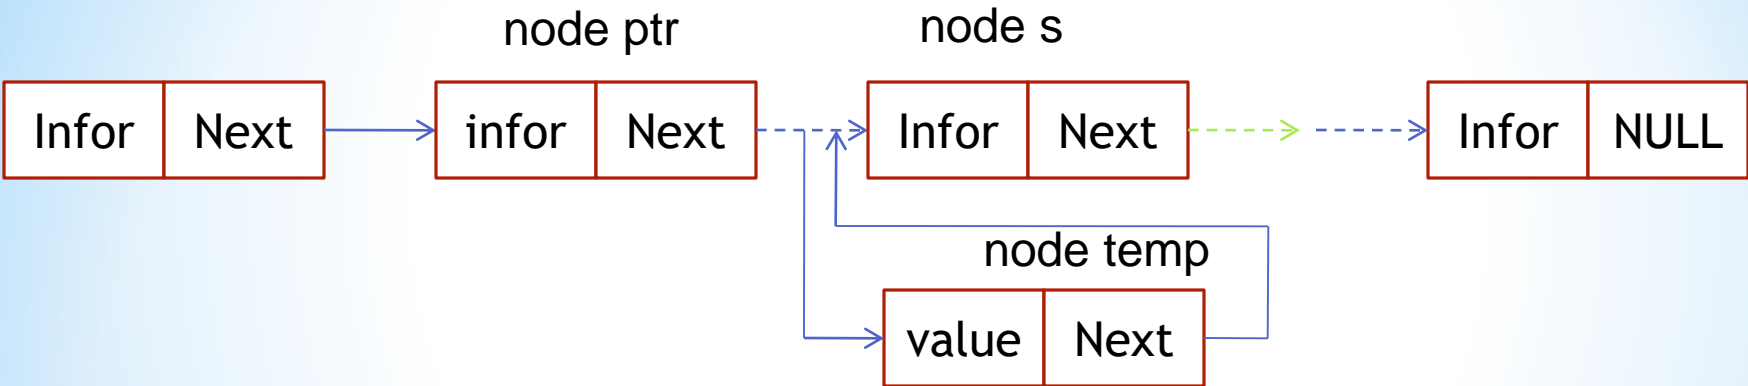 node ptr
node s
Infor Next infor Next Infor Next Infor NULL
node temp
value Next